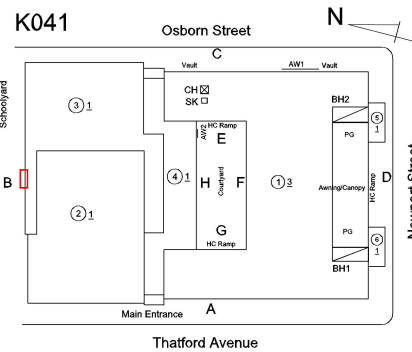 K041
Osborn Street
N
C
Vault
AW1
Vault
Schoolyard
CH
SK
BH2
3 1
AW2
HC Ramp
E
PG
5
1
B
4 1
H
Courtyard
F
1 3
Awning/Canopy
HC Ramp
D
Newport Street
2 1
G
HC Ramp
PG
6
1
BH1
Main Entrance
A
Thatford Avenue